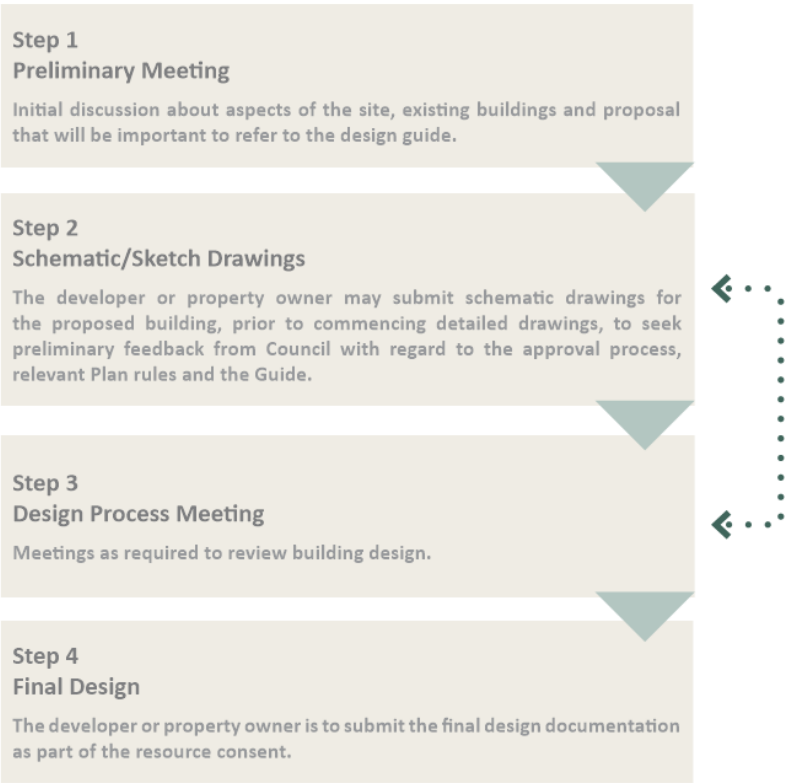 Step 1
Preliminary Meeting
Initial discussion about aspects of the site, existing buildings and proposal
that will be important to refer to the design guide.
Step 2
Schematic/Sketch Drawings
The developer or property owner may submit schematic drawings for
the proposed building, prior to commencing detailed drawings, to seek
preliminary feedback from Council with regard to the approval process,
relevant Plan rules and the Guide.
Step 3
Design Process Meeting
Meetings as required to review building design.
Step 4
Final Design
The developer or property owner is to submit the final design documentation
as part of the resource consent.